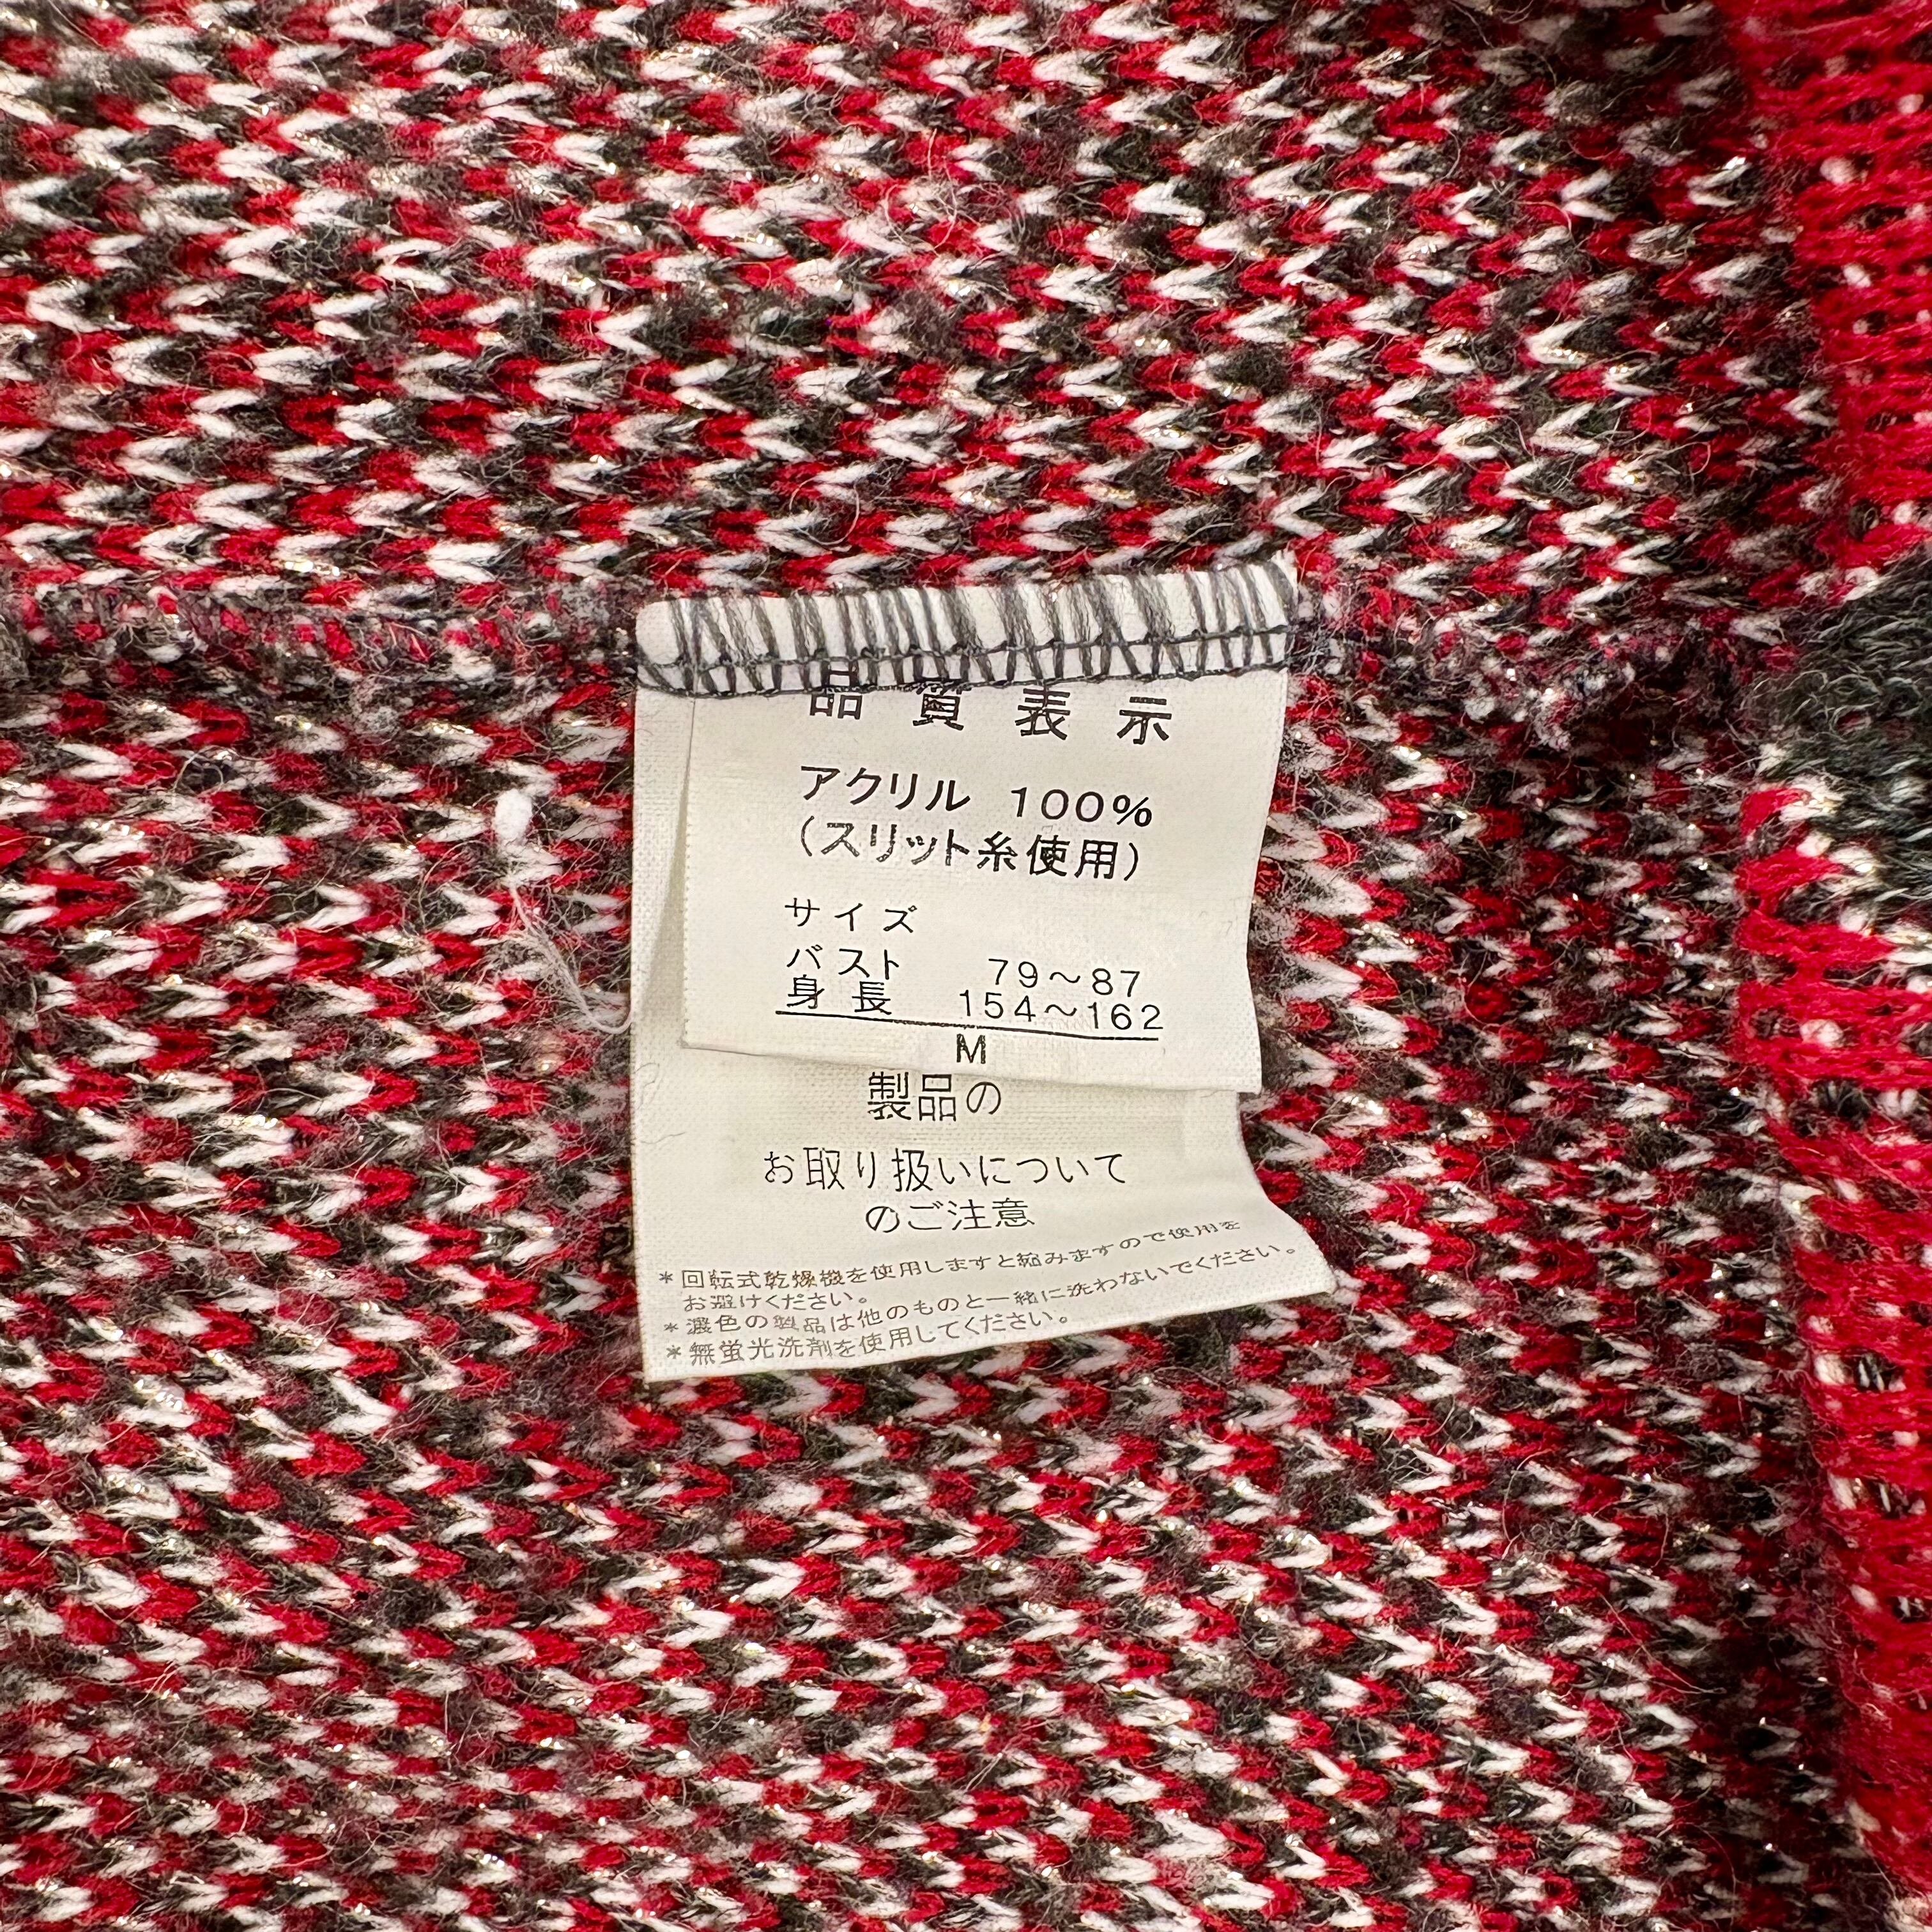 品質表示
アクリル 100%
(スリット糸使用)
サイズ
バスト 79～87
身長 154～162
M
製品の
お取り扱いについて
のご注意
*回転式乾燥機を使用しますと縮みますので使用を
お避けください。
*濃色の製品は他のものと一緒に洗わないでください。
*無蛍光洗剤を使用してください。